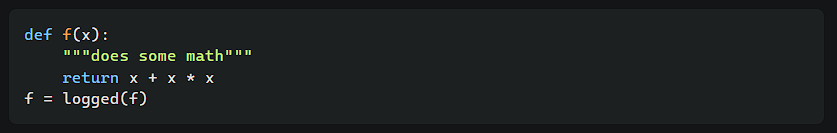 def f(x):
    """does some math"""
    return x + x * x
f = logged(f)